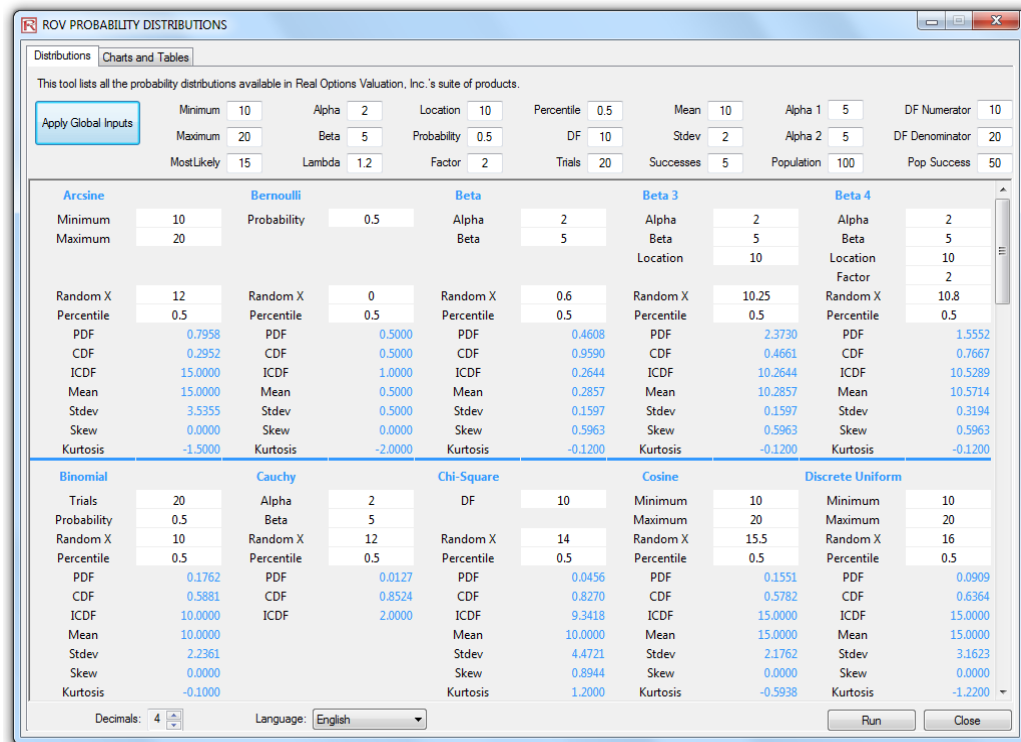 ROV PROBABILITY DISTRIBUTIONS
Distributions Charts and Tables
This tool lists all the probability distributions available in Real Options Valuation, Inc.'s suite of products.
Apply Global Inputs
Minimum 10 Alpha 2 Location 10 Percentile 0.5 Mean 10 Alpha 1 5 DF Numerator 10
Maximum 20 Beta 5 Probability 0.5 DF 10 Stdev 2 Alpha 2 5 DF Denominator 20
MostLikely 15 Lambda 1.2 Factor 2 Trials 20 Successes 5 Population 100 Pop Success 50
Arcsine Bernoulli Beta Beta 3 Beta 4
Minimum 10 Probability 0.5 Alpha 2 Alpha 2 Alpha 2
Maximum 20 Beta 5 Beta 5 Beta 5
Location 10 Location 10
Factor 2
Random X 12 Random X 0 Random X 0.6 Random X 10.25 Random X 10.8
Percentile 0.5 Percentile 0.5 Percentile 0.5 Percentile 0.5 Percentile 0.5
PDF 0.7958 PDF 0.5000 PDF 0.4608 PDF 2.3730 PDF 1.5552
CDF 0.2952 CDF 0.5000 CDF 0.9590 CDF 0.4661 CDF 0.7667
ICDF 15.0000 ICDF 1.0000 ICDF 0.2644 ICDF 10.2644 ICDF 10.5289
Mean 15.0000 Mean 0.5000 Mean 0.2857 Mean 10.2857 Mean 10.5714
Stdev 3.5355 Stdev 0.5000 Stdev 0.1597 Stdev 0.1597 Stdev 0.3194
Skew 0.0000 Skew 0.0000 Skew 0.5963 Skew 0.5963 Skew 0.5963
Kurtosis -1.5000 Kurtosis -2.0000 Kurtosis -0.1200 Kurtosis -0.1200 Kurtosis -0.1200
Binomial Cauchy Chi-Square Cosine Discrete Uniform
Trials 20 Alpha 2 DF 10 Minimum 10 Minimum 10
Probability 0.5 Beta 5 Maximum 20 Maximum 20
Random X 10 Random X 12 Random X 14 Random X 15.5 Random X 16
Percentile 0.5 Percentile 0.5 Percentile 0.5 Percentile 0.5 Percentile 0.5
PDF 0.1762 PDF 0.0127 PDF 0.0456 PDF 0.1551 PDF 0.0909
CDF 0.5881 CDF 0.8524 CDF 0.8270 CDF 0.5782 CDF 0.6364
ICDF 10.0000 ICDF 2.0000 ICDF 9.3418 ICDF 15.0000 ICDF 15.0000
Mean 10.0000 Mean 10.0000 Mean 15.0000 Mean 15.0000
Stdev 2.2361 Stdev 4.4721 Stdev 2.1762 Stdev 3.1623
Skew 0.0000 Skew 0.8944 Skew 0.0000 Skew 0.0000
Kurtosis -0.1000 Kurtosis 1.2000 Kurtosis -0.5938 Kurtosis -1.2200
Decimals: 4 Language: English Run Close